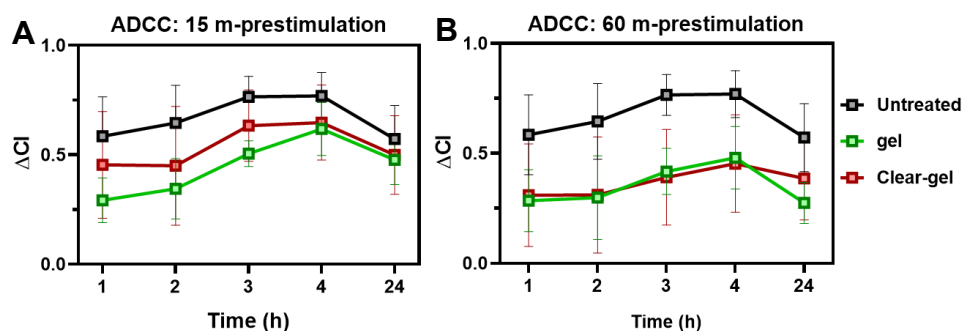 A
ADCC: 15 m-prestimulation
1.0
0.5
0.0
ΔCI
1 2 3 4 24
Time (h)
B
ADCC: 60 m-prestimulation
1.0
0.5
0.0
ΔCI
1 2 3 4 24
Time (h)
Untreated
gel
Clear-gel